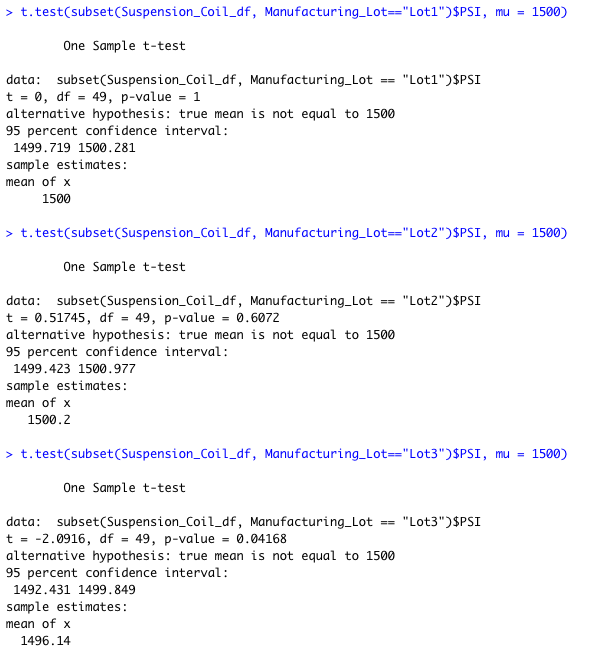 > t.test(subset(Suspension_Coil_df, Manufacturing_Lot=="Lot1")$PSI, mu = 1500)
One Sample t-test
data:  subset(Suspension_Coil_df, Manufacturing_Lot == "Lot1")$PSI
t = 0, df = 49, p-value = 1
alternative hypothesis: true mean is not equal to 1500
95 percent confidence interval:
1499.719 1500.281
sample estimates:
mean of x
1500
> t.test(subset(Suspension_Coil_df, Manufacturing_Lot=="Lot2")$PSI, mu = 1500)
One Sample t-test
data:  subset(Suspension_Coil_df, Manufacturing_Lot == "Lot2")$PSI
t = 0.51745, df = 49, p-value = 0.6072
alternative hypothesis: true mean is not equal to 1500
95 percent confidence interval:
1499.423 1500.977
sample estimates:
mean of x
1500.2
> t.test(subset(Suspension_Coil_df, Manufacturing_Lot=="Lot3")$PSI, mu = 1500)
One Sample t-test
data:  subset(Suspension_Coil_df, Manufacturing_Lot == "Lot3")$PSI
t = -2.0916, df = 49, p-value = 0.04168
alternative hypothesis: true mean is not equal to 1500
95 percent confidence interval:
1492.431 1499.849
sample estimates:
mean of x
1496.14